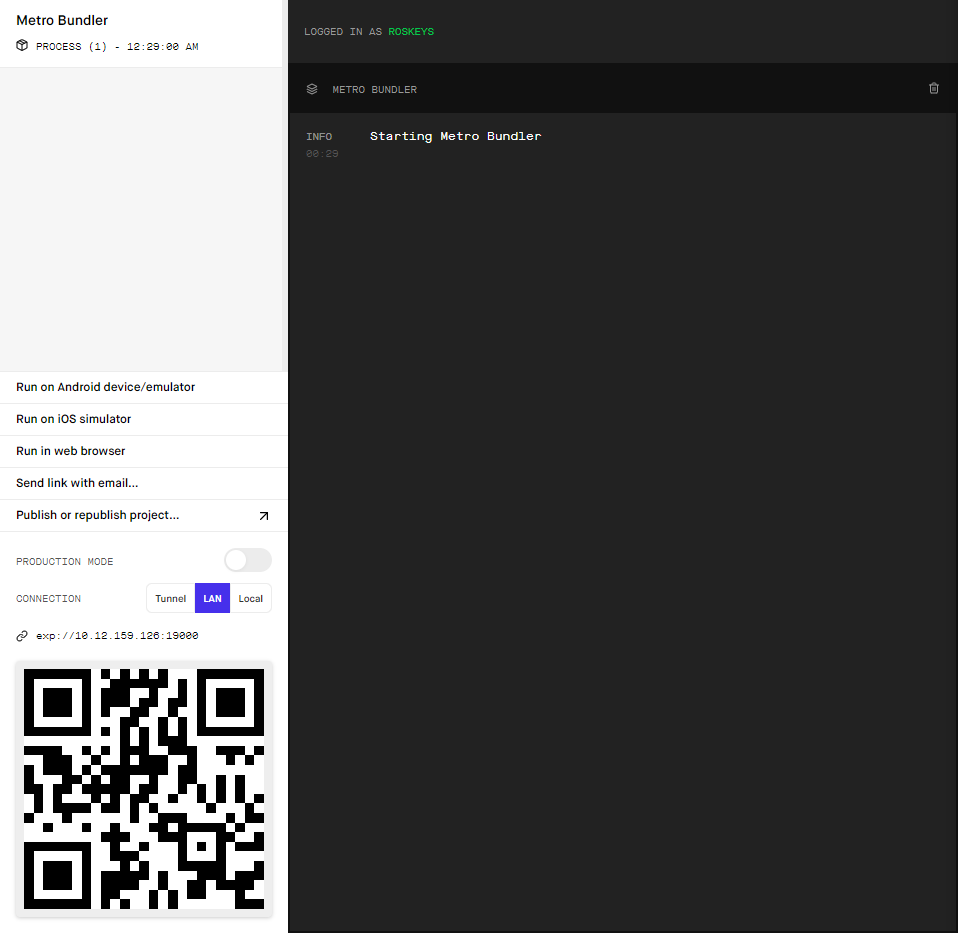 Metro Bundler
PROCESS (1) - 12:29:00 AM
Run on Android device/emulator
Run on iOS simulator
Run in web browser
Send link with email...
Publish or republish project...
PRODUCTION MODE
CONNECTION Tunnel LAN Local
exp://10.12.159.126:19000
LOGGED IN AS ROSKEYS
METRO BUNDLER
INFO Starting Metro Bundler
00:29